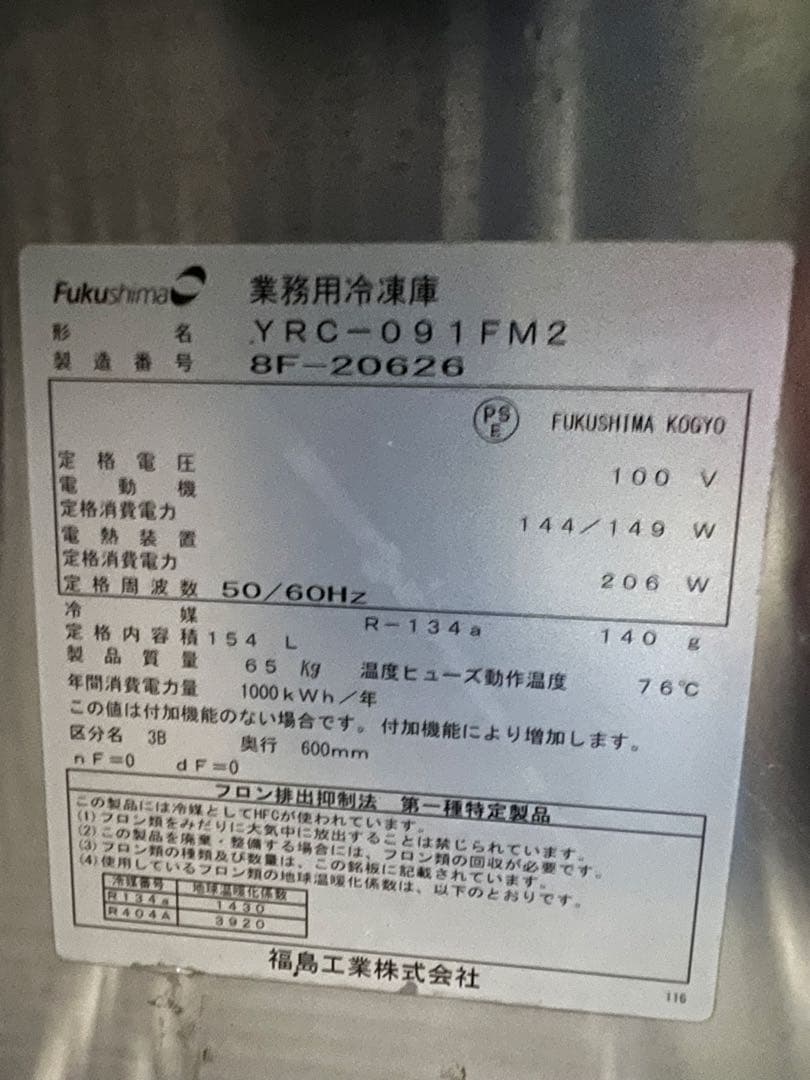 Fukushima 業務用冷凍庫
形名 YRC-091FM2
製造番号 8F-20626
PSE FUKUSHIMA KOGYO
定格電圧 100 V
電動機
定格消費電力 144/149 W
電熱装置
定格消費電力 206 W
定格周波数 50/60Hz
冷媒 R-134a 140 g
定格内容積 154 L
製品質量 65 Kg 温度ヒューズ動作温度 76℃
年間消費電力量 1000kWh/年
この値は付加機能のない場合です。付加機能により増加します。
区分名 3B 奥行 600mm
nF=0 dF=0
フロン排出抑制法 第一種特定製品
この製品には冷媒としてHFCが使われています。
(1)フロン類をみだりに大気中に放出することは禁じられています。
(2)この製品を廃棄・整備する場合には、フロン類の回収が必要です。
(3)フロン類の種類及び数量は、この銘板に記載されています。
(4)使用しているフロン類の地球温暖化係数は、以下のとおりです。
冷媒番号 地球温暖化係数
R134a 1430
R404A 3920
福島工業株式会社
116